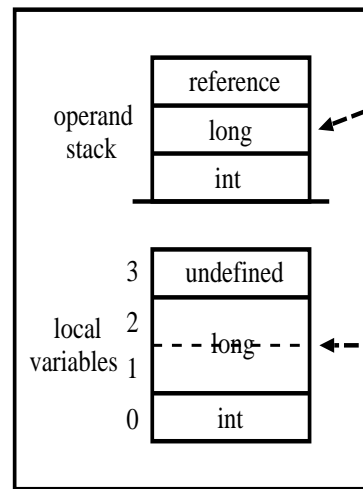 reference
operand
stack
long
int
3
undefined
2
local
variables
long
1
0
int